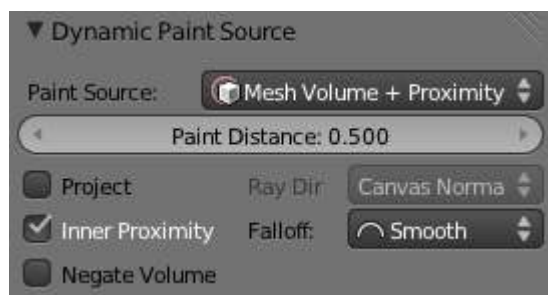 Dynamic Paint Source
Paint Source: Mesh Volume + Proximity
Paint Distance: 0.500
Project Ray Dir Canvas Norma
Inner Proximity Falloff: Smooth
Negate Volume